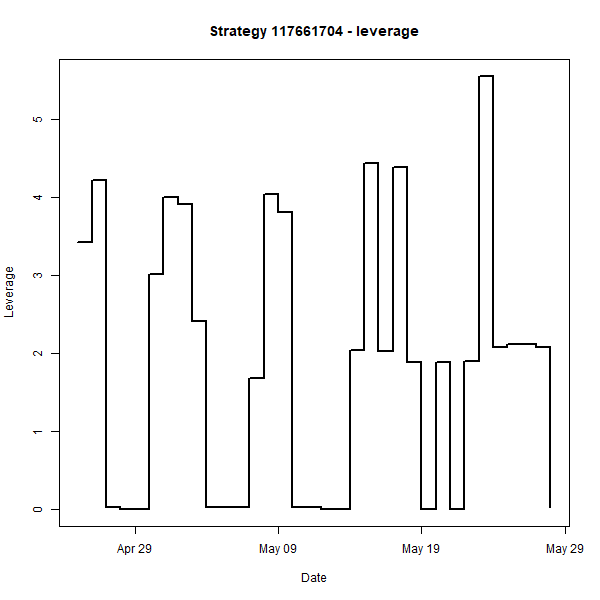 Strategy 117661704 - leverage
Leverage
5
4
3
2
1
0
Apr 29
May 09
May 19
May 29
Date